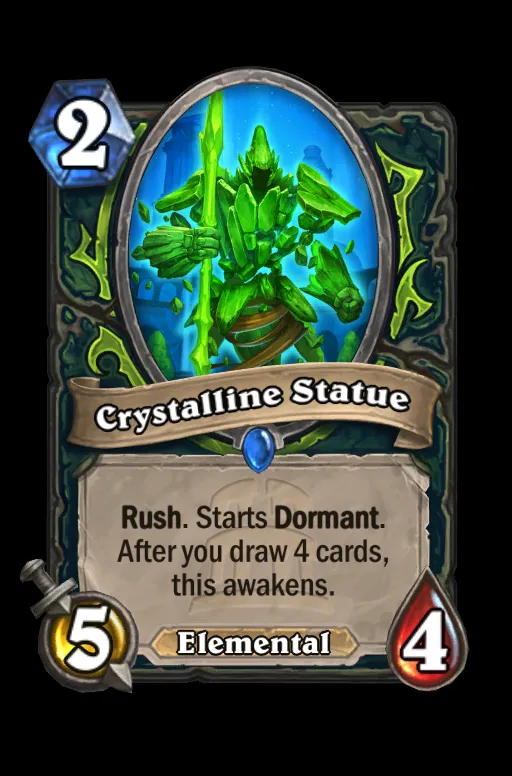 2
Crystalline Statue
Rush. Starts Dormant.
After you draw 4 cards,
this awakens.
5
Elemental
4